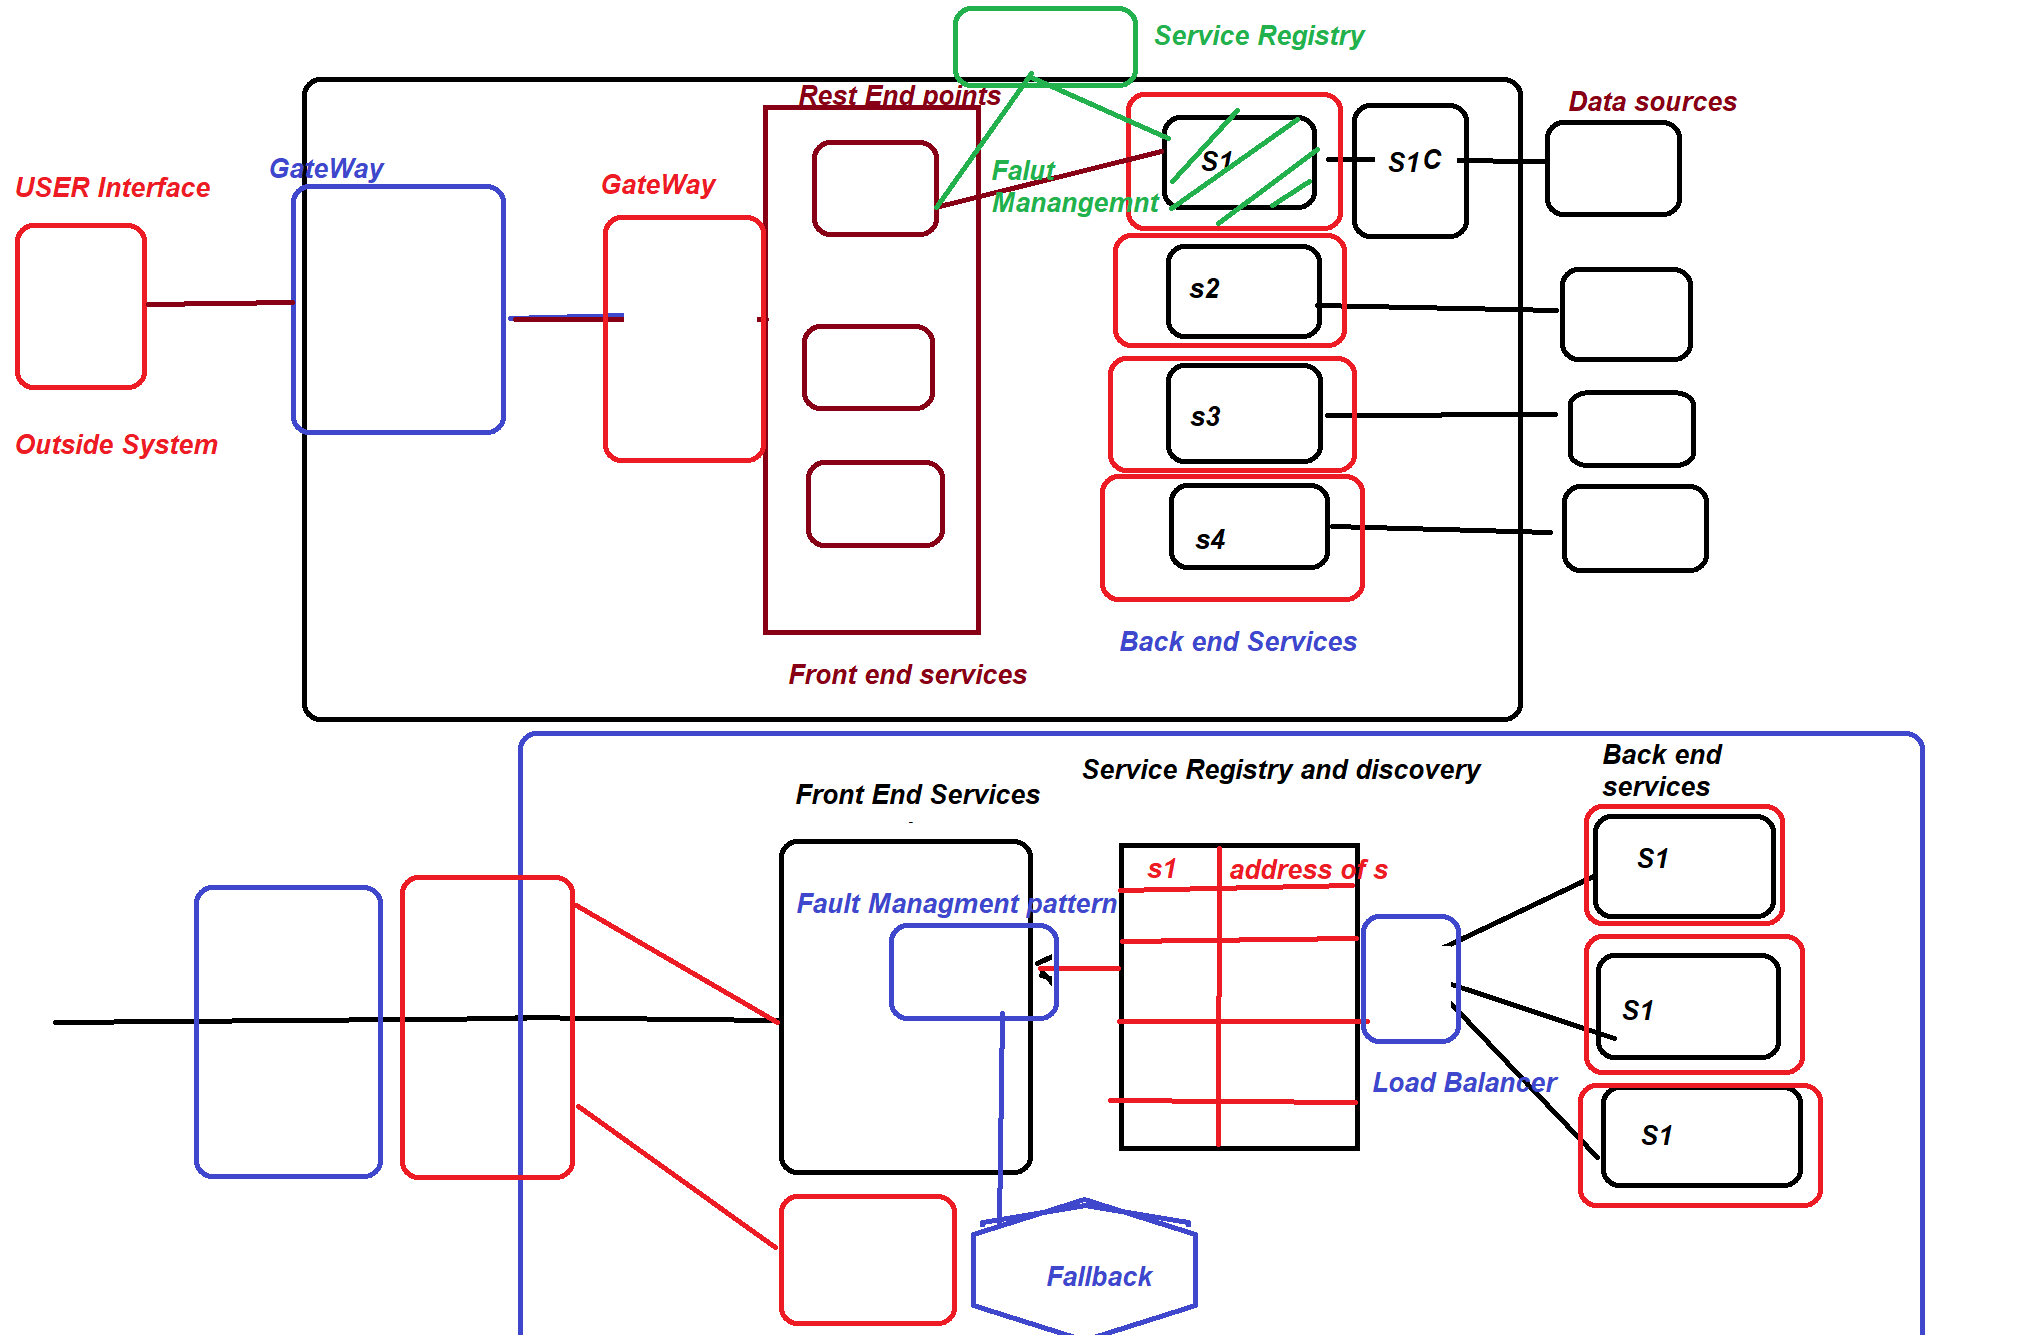 Service Registry
Rest End points
Data sources
GateWay
USER Interface
GateWay
S1
S1 C
Falut
Manangemnt
s2
s3
Outside System
s4
Back end Services
Front end services
Back end
services
Service Registry and discovery
Front End Services
s1
address of s
S1
Fault Managment pattern
S1
Load Balancer
S1
Fallback